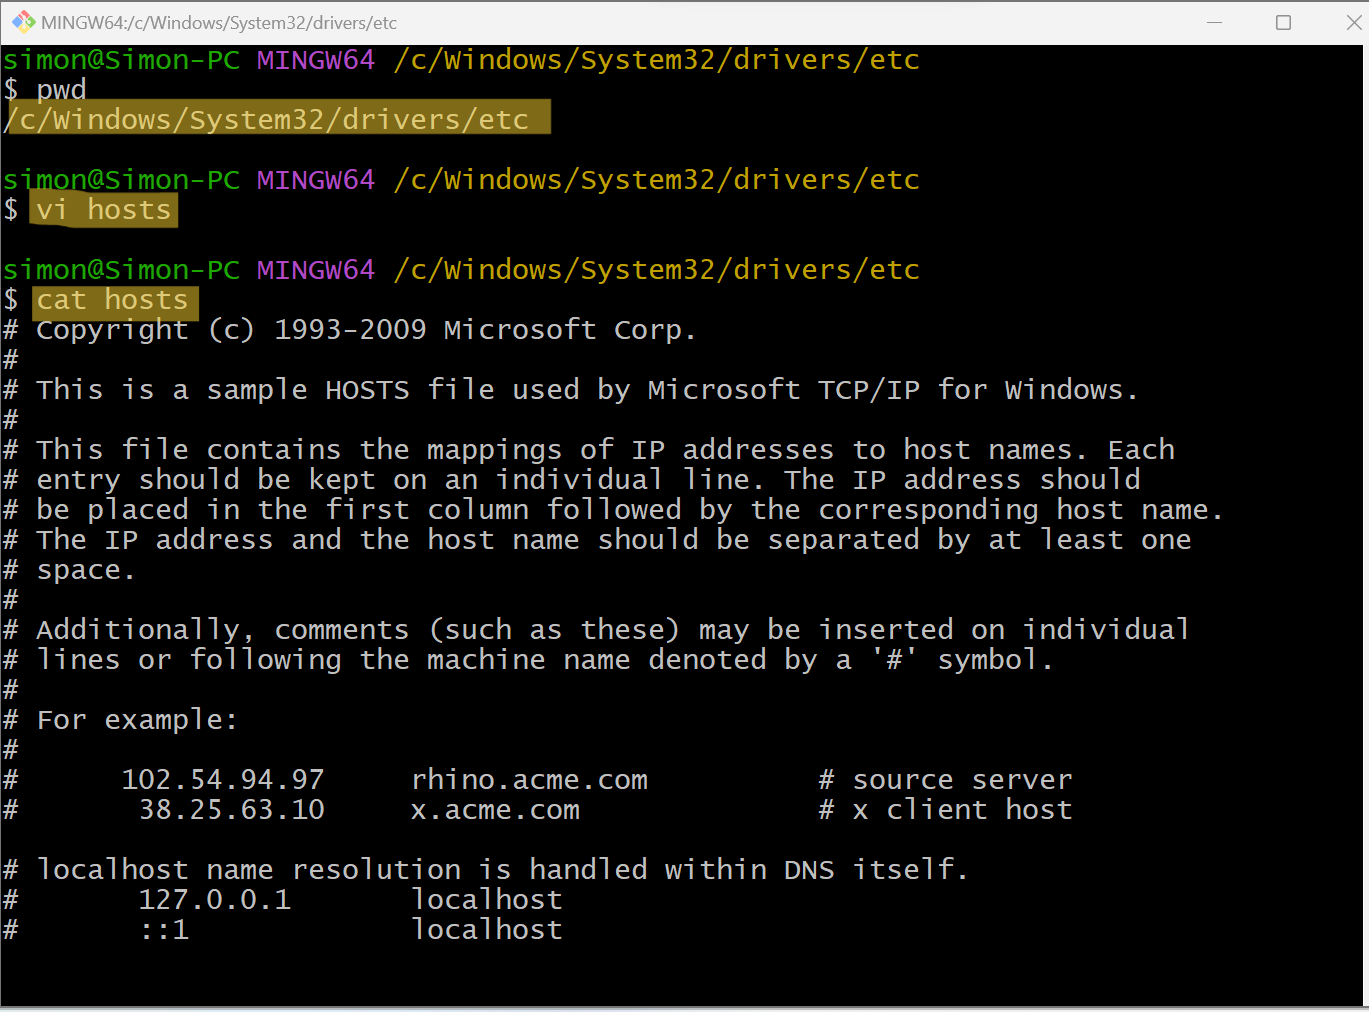 MINGW64:/c/Windows/System32/drivers/etc
simon@Simon-PC MINGW64 /c/Windows/System32/drivers/etc
$ pwd
/c/Windows/System32/drivers/etc
simon@Simon-PC MINGW64 /c/Windows/System32/drivers/etc
$ vi hosts
simon@Simon-PC MINGW64 /c/Windows/System32/drivers/etc
$ cat hosts
# Copyright (c) 1993-2009 Microsoft Corp.
#
# This is a sample HOSTS file used by Microsoft TCP/IP for Windows.
#
# This file contains the mappings of IP addresses to host names. Each
# entry should be kept on an individual line. The IP address should
# be placed in the first column followed by the corresponding host name.
# The IP address and the host name should be separated by at least one
# space.
#
# Additionally, comments (such as these) may be inserted on individual
# lines or following the machine name denoted by a '#' symbol.
#
# For example:
#
#      102.54.94.97     rhino.acme.com          # source server
#       38.25.63.10     x.acme.com              # x client host
# localhost name resolution is handled within DNS itself.
#       127.0.0.1       localhost
#       ::1             localhost